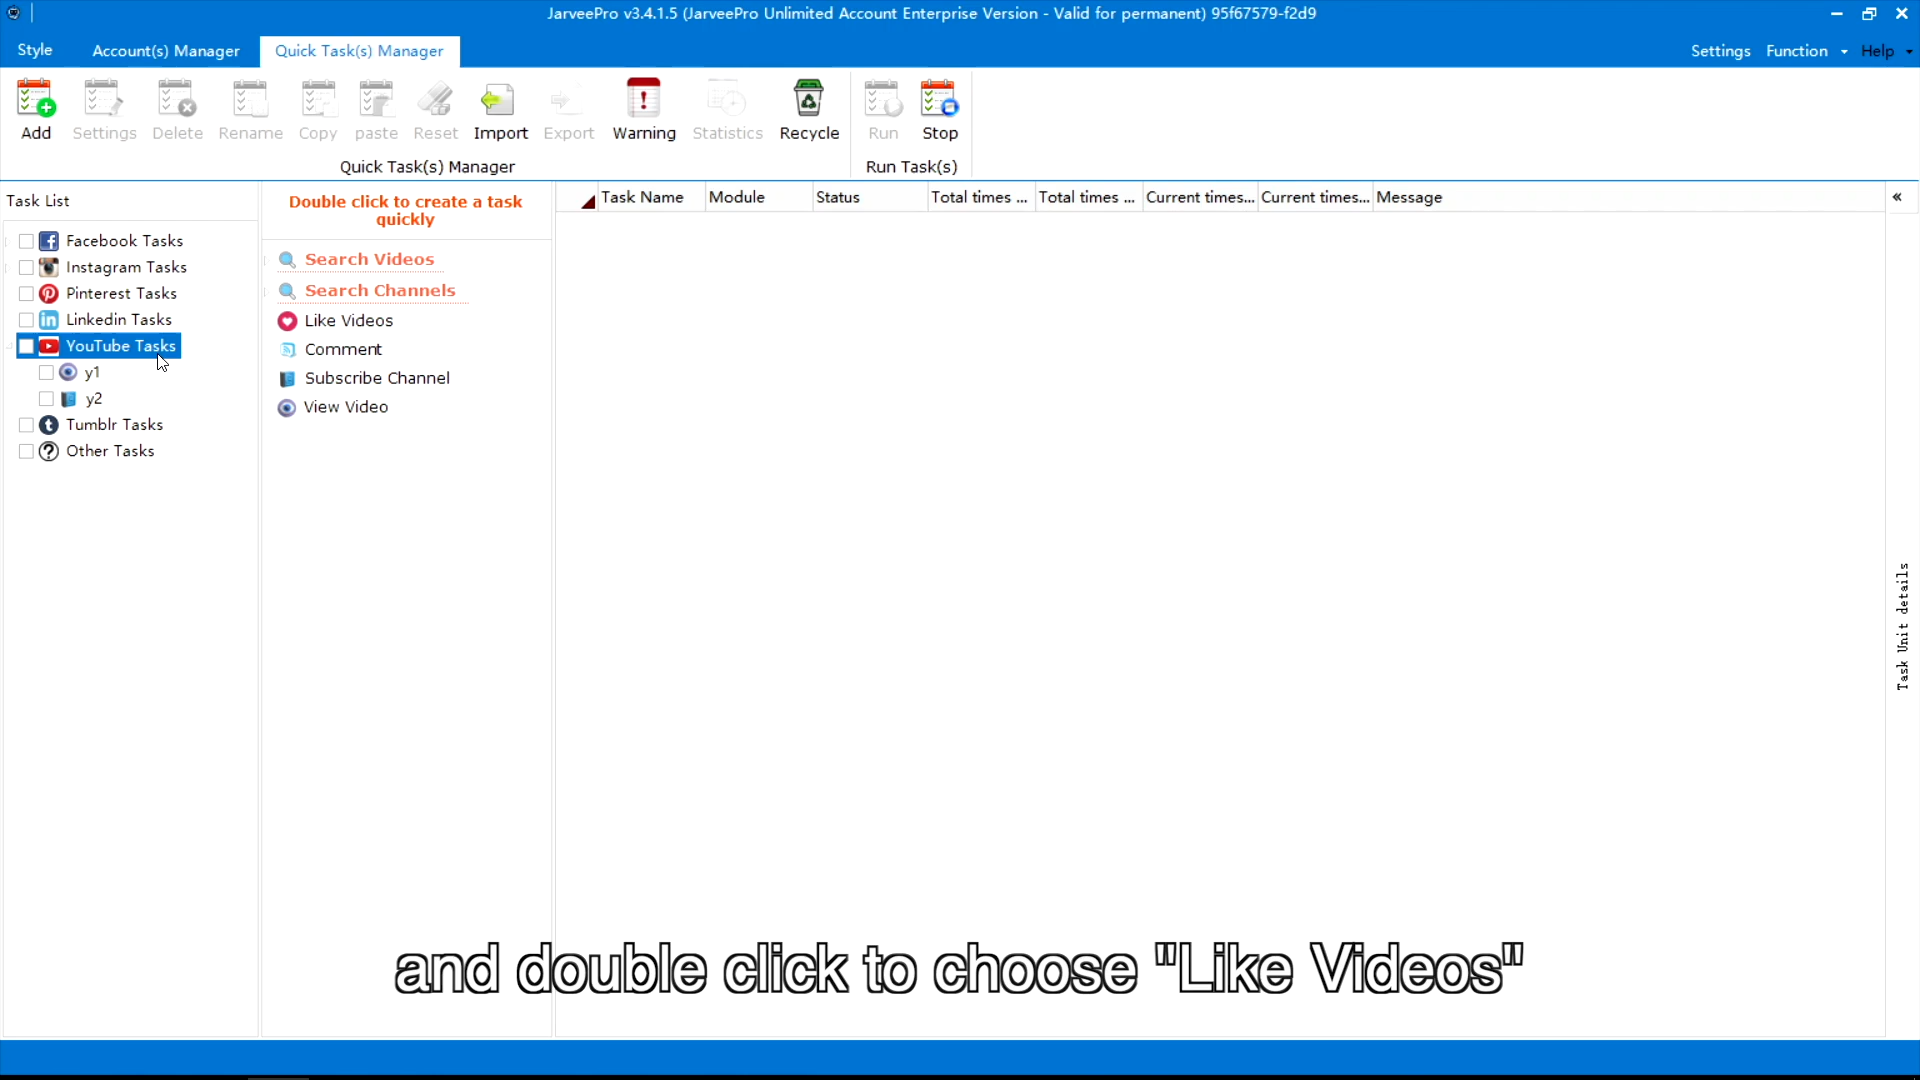 JarveePro v3.4.1.5 (JarveePro Unlimited Account Enterprise Version - Valid for permanent) 95f67579-f2d9
Style Account(s) Manager Quick Task(s) Manager Settings Function Help
Add Settings Delete Rename Copy paste Reset Import Export Warning Statistics Recycle Run Stop
Quick Task(s) Manager Run Task(s)
Task List
Facebook Tasks
Instagram Tasks
Pinterest Tasks
Linkedin Tasks
YouTube Tasks
y1
y2
Tumblr Tasks
Other Tasks
Double click to create a task
quickly
Search Videos
Search Channels
Like Videos
Comment
Subscribe Channel
View Video
Task Name Module Status Total times ... Total times ... Current times... Current times... Message
Task Unit details
and double click to choose "Like Videos"